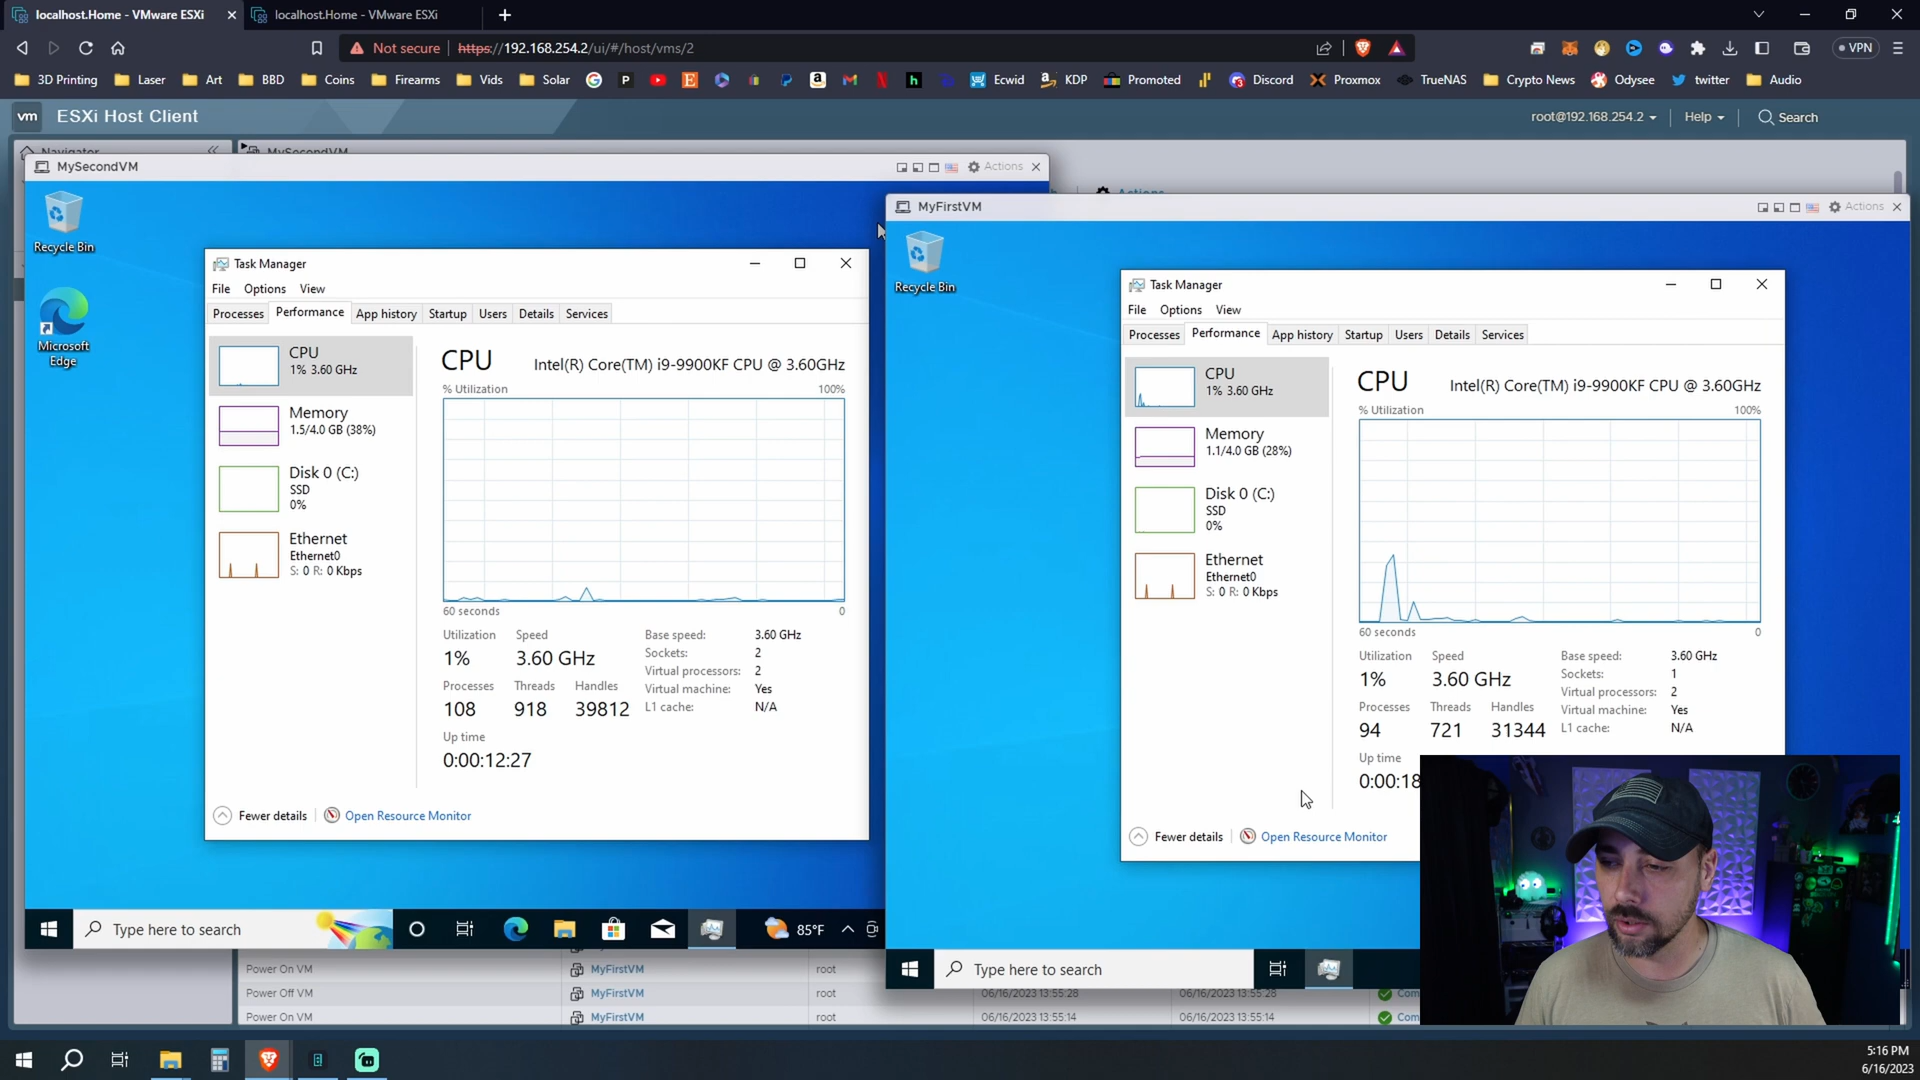 localhost.Home - VMware ESXi
localhost.Home - VMware ESXi
Not secure
https://192.168.254.2/ui/#/host/vms/2
VPN
3D Printing
Laser
Art
BBD
Coins
Firearms
Vids
Solar
Ecwid
KDP
Promoted
Discord
Proxmox
TrueNAS
Crypto News
Odysee
twitter
Audio
vm
ESXi Host Client
root@192.168.254.2
Help
Search
Navigator
MySecondVM
MySecondVM
Actions
Actions
MyFirstVM
Actions
Recycle Bin
Microsoft
Edge
Task Manager
File
Options
View
Processes
Performance
App history
Startup
Users
Details
Services
CPU
1% 3.60 GHz
Memory
1.5/4.0 GB (38%)
Disk 0 (C:)
SSD
0%
Ethernet
Ethernet0
S: 0 R: 0 Kbps
CPU
Intel(R) Core(TM) i9-9900KF CPU @ 3.60GHz
% Utilization
100%
60 seconds
0
Utilization
Speed
1%
3.60 GHz
Processes
Threads
Handles
108
918
39812
Up time
0:00:12:27
Base speed:
3.60 GHz
Sockets:
2
Virtual processors:
2
Virtual machine:
Yes
L1 cache:
N/A
Fewer details
Open Resource Monitor
Type here to search
85°F
Recycle Bin
Task Manager
File
Options
View
Processes
Performance
App history
Startup
Users
Details
Services
CPU
1% 3.60 GHz
Memory
1.1/4.0 GB (28%)
Disk 0 (C:)
SSD
0%
Ethernet
Ethernet0
S: 0 R: 0 Kbps
CPU
Intel(R) Core(TM) i9-9900KF CPU @ 3.60GHz
% Utilization
100%
60 seconds
0
Utilization
Speed
1%
3.60 GHz
Processes
Threads
Handles
94
721
31344
Up time
0:00:18
Base speed:
3.60 GHz
Sockets:
1
Virtual processors:
2
Virtual machine:
Yes
L1 cache:
N/A
Fewer details
Open Resource Monitor
Type here to search
Power On VM
MyFirstVM
root
Power Off VM
MyFirstVM
root
06/16/2023 13:55:28
06/16/2023 13:55:28
Com
Power On VM
MyFirstVM
root
06/16/2023 13:55:14
06/16/2023 13:55:14
Com
5:16 PM
6/16/2023